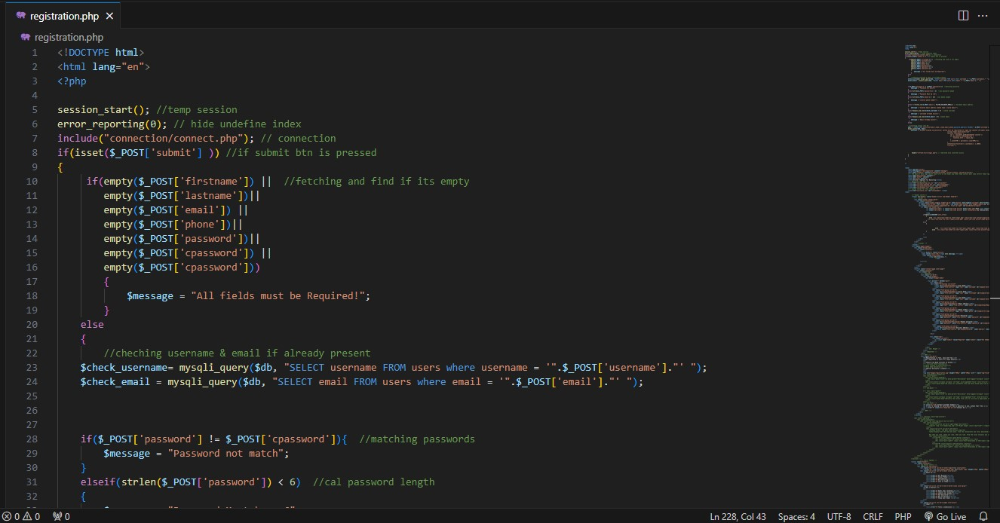 registration.php
registration.php
1 <!DOCTYPE html>
2 <html lang="en">
3 <?php
4
5 session_start(); //temp session
6 error_reporting(0); // hide undefine index
7 include("connection/connect.php"); // connection
8 if(isset($_POST['submit'] )) //if submit btn is pressed
9 {
10 if(empty($_POST['firstname']) || //fetching and find if its empty
11 empty($_POST['lastname'])||
12 empty($_POST['email']) ||
13 empty($_POST['phone'])||
14 empty($_POST['password'])||
15 empty($_POST['cpassword']) ||
16 empty($_POST['cpassword']))
17 {
18 $message = "All fields must be Required!";
19 }
20 else
21 {
22 //cheching username & email if already present
23 $check_username= mysqli_query($db, "SELECT username FROM users where username = '".$_POST['username']."' ");
24 $check_email = mysqli_query($db, "SELECT email FROM users where email = '".$_POST['email']."' ");
25
26
27
28 if($_POST['password'] != $_POST['cpassword']){ //matching passwords
29 $message = "Password not match";
30 }
31 elseif(strlen($_POST['password']) < 6) //cal password length
32 {
0 0 0 Ln 228, Col 43 Spaces: 4 UTF-8 CRLF PHP Go Live